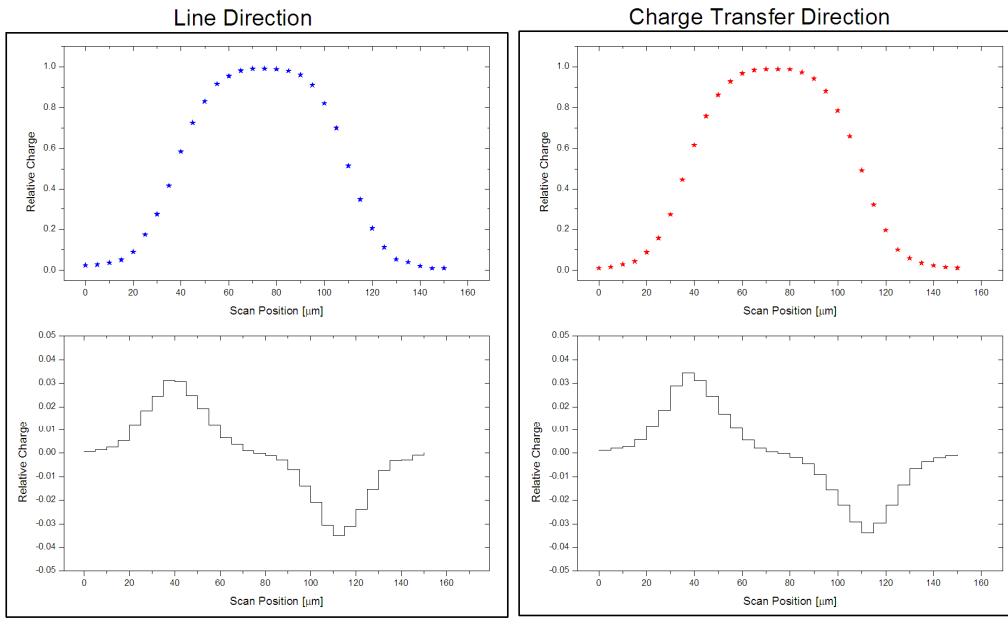 Line Direction
1.0
0.8
0.6
0.4
0.2
0.0
Relative Charge
0 20 40 60 80 100 120 140 160
Scan Position [μm]
0.05
0.04
0.03
0.02
0.01
0.00
-0.01
-0.02
-0.03
-0.04
-0.05
Relative Charge
0 20 40 60 80 100 120 140 160
Scan Position [μm]
Charge Transfer Direction
1.0
0.8
0.6
0.4
0.2
0.0
Relative Charge
0 20 40 60 80 100 120 140 160
Scan Position [μm]
0.05
0.04
0.03
0.02
0.01
0.00
-0.01
-0.02
-0.03
-0.04
-0.05
Relative Charge
0 20 40 60 80 100 120 140 160
Scan Position [μm]